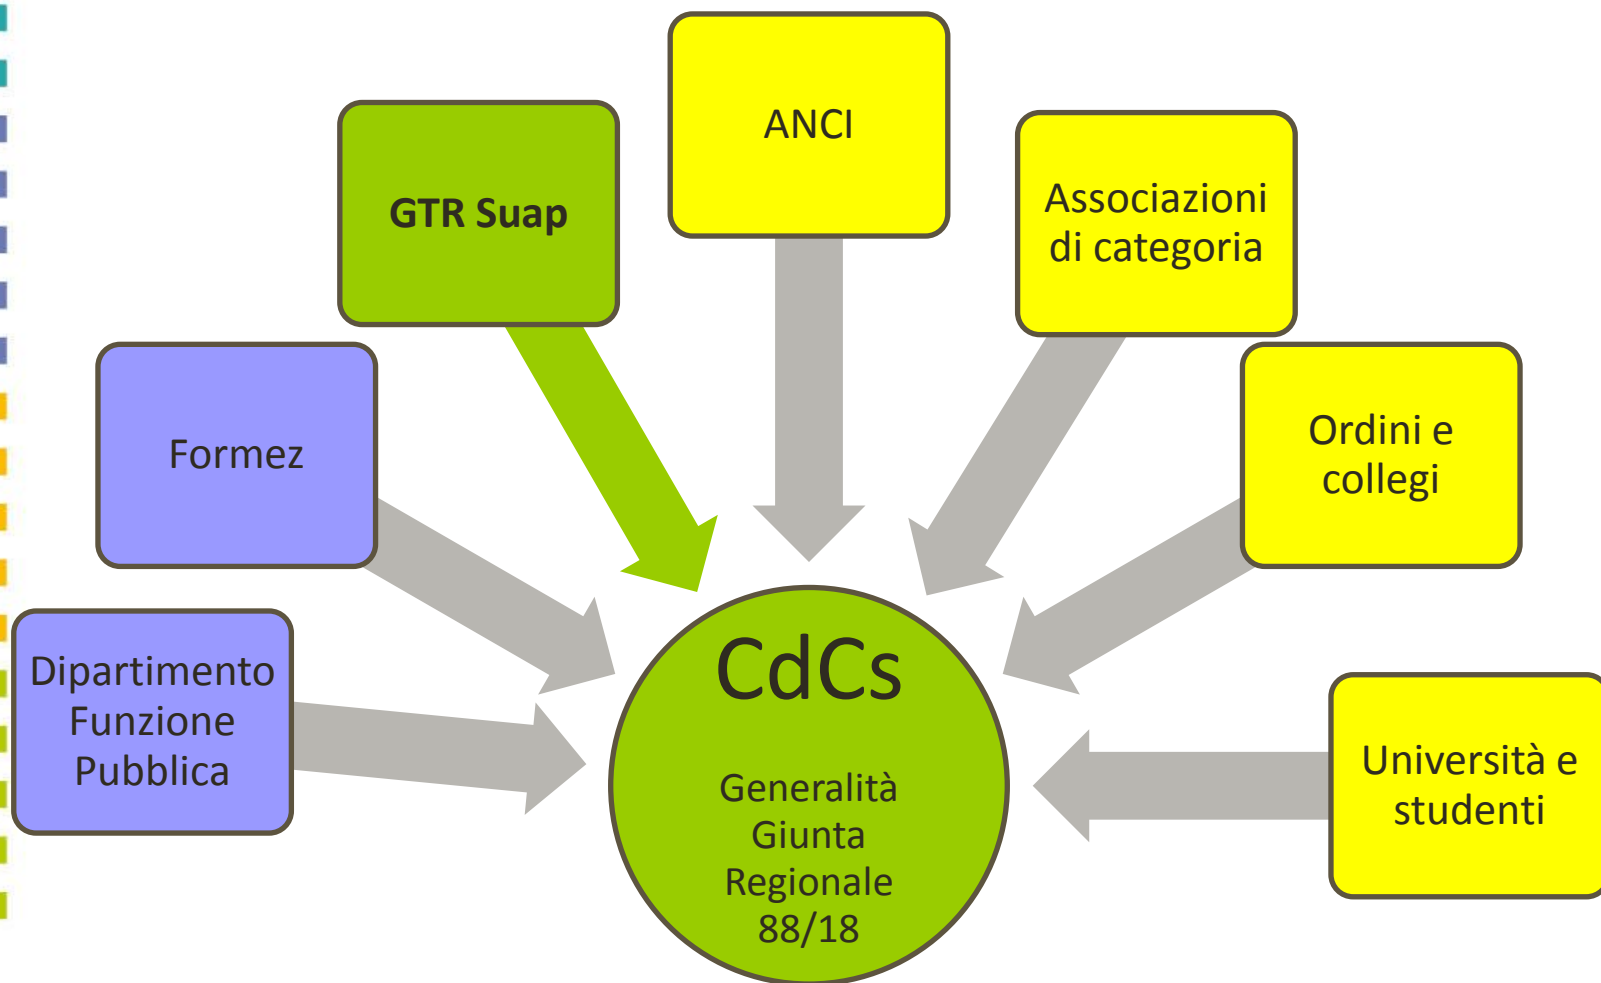 ANCI
GTR Suap
Associazioni
di categoria
Formez
Ordini e
collegi
Dipartimento
Funzione
Pubblica
CdCs
Generalità
Giunta
Regionale
88/18
Università e
studenti